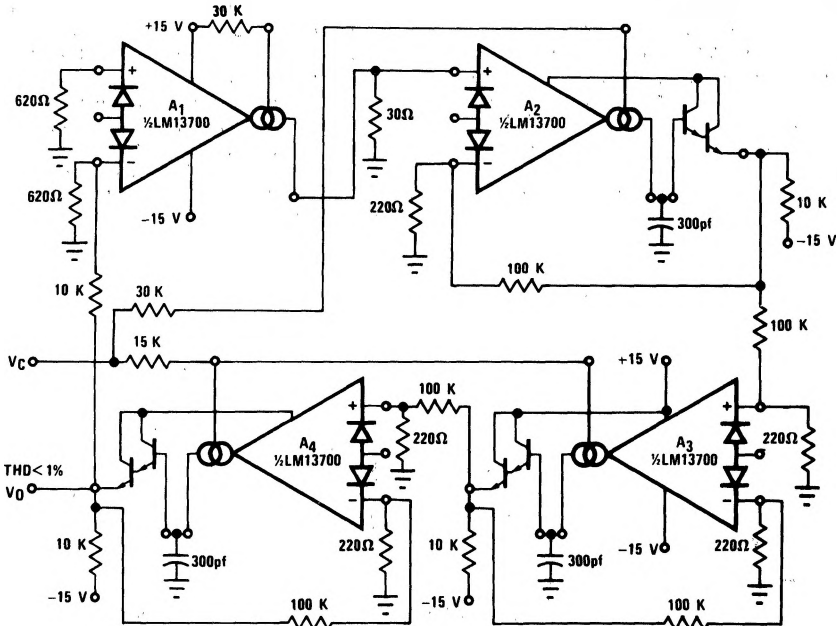 +15 V
30 K
620Ω
+
A1
½LM13700
−
620Ω
−15 V
30Ω
+
A2
½LM13700
−
220Ω
300pf
10 K
−15 V
100 K
10 K
30 K
15 K
VC
100 K
+15 V
100 K
+
A4
½LM13700
−
220Ω
+
A3
½LM13700
−
220Ω
THD< 1%
VO
10 K
−15 V
300pf
220Ω
10 K
−15 V
300pf
−15 V
220Ω
100 K
100 K